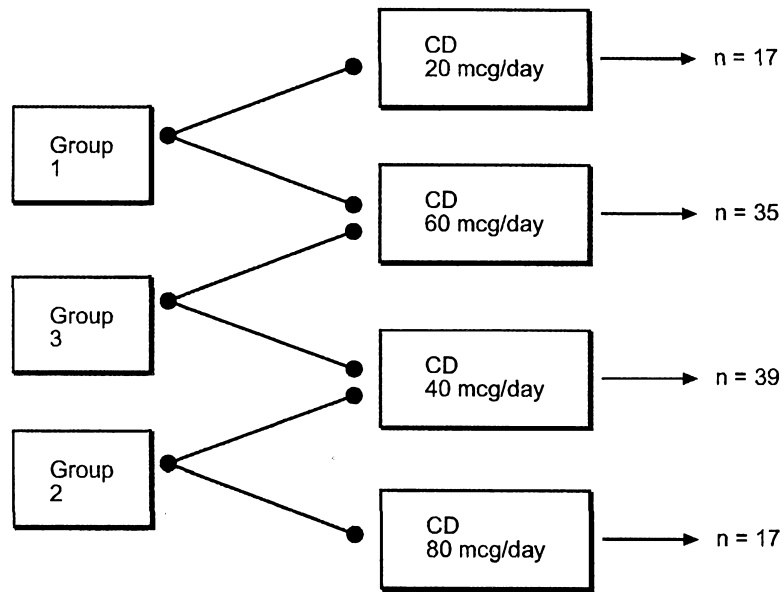 Group
1
Group
3
Group
2
CD
20 mcg/day
n = 17
CD
60 mcg/day
n = 35
CD
40 mcg/day
n = 39
CD
80 mcg/day
n = 17